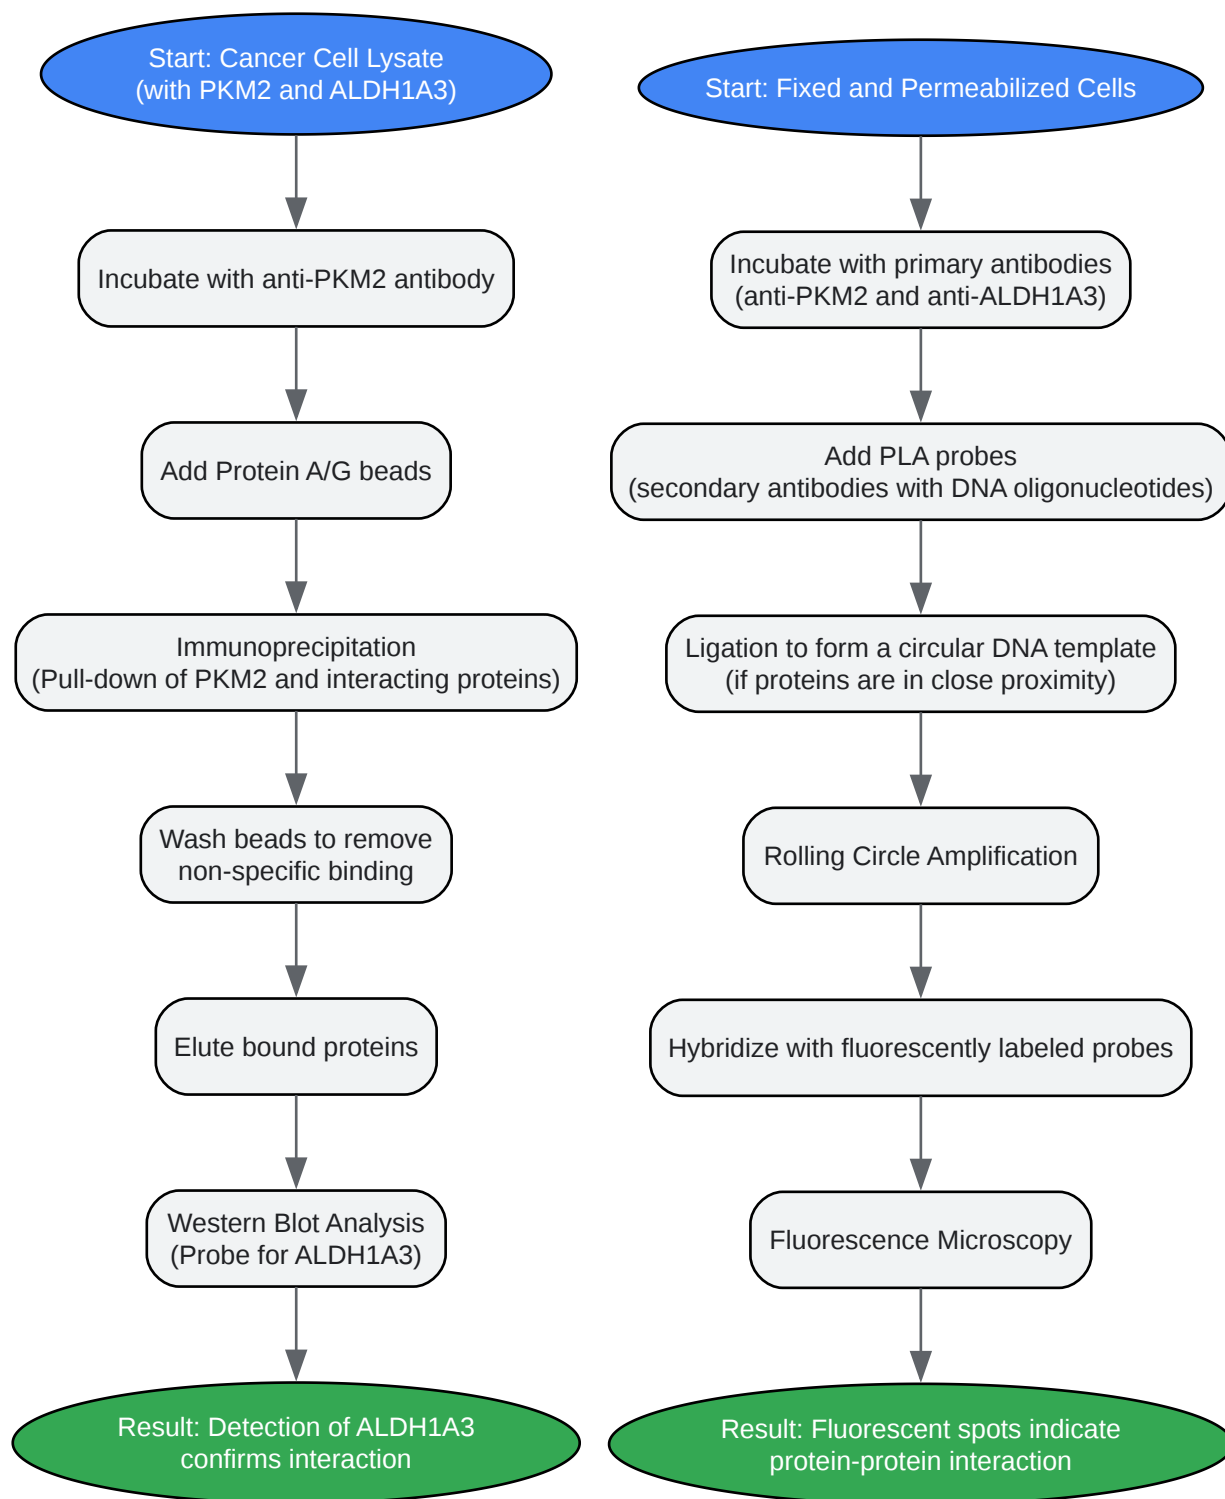 Start: Cancer Cell Lysate
(with PKM2 and ALDH1A3)
Incubate with anti-PKM2 antibody
Add Protein A/G beads
Immunoprecipitation
(Pull-down of PKM2 and interacting proteins)
Wash beads to remove
non-specific binding
Elute bound proteins
Western Blot Analysis
(Probe for ALDH1A3)
Result: Detection of ALDH1A3
confirms interaction
Start: Fixed and Permeabilized Cells
Incubate with primary antibodies
(anti-PKM2 and anti-ALDH1A3)
Add PLA probes
(secondary antibodies with DNA oligonucleotides)
Ligation to form a circular DNA template
(if proteins are in close proximity)
Rolling Circle Amplification
Hybridize with fluorescently labeled probes
Fluorescence Microscopy
Result: Fluorescent spots indicate
protein-protein interaction